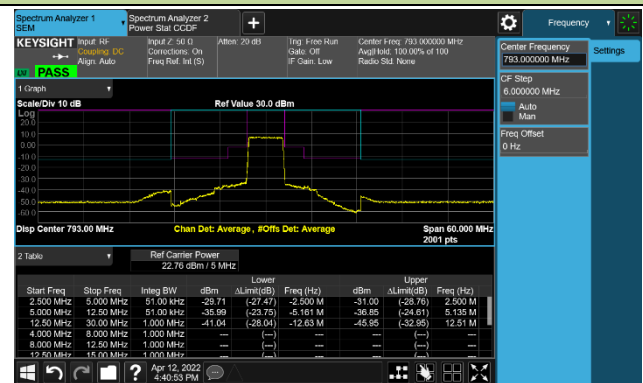 Spectrum Analyzer 1
SEM
Spectrum Analyzer 2
Power Stat CCDF
+
Frequency
KEYSIGHT
Input: RF
Coupling: DC
Align: Auto
Input Z: 50 Ω
Corrections: On
Freq Ref: Int (S)
Atten: 20 dB
Trig: Free Run
Gate: Off
IF Gain: Low
Center Freq: 793.000000 MHz
Avg|Hold: 100.00% of 100
Radio Std: None
PASS
Center Frequency
793.000000 MHz
Settings
CF Step
6.000000 MHz
Auto
Man
Freq Offset
0 Hz
1 Graph
Scale/Div 10 dB
Ref Value 30.0 dBm
Log
20.0
10.0
0.00
-10.0
-20.0
-30.0
-40.0
-50.0
-60.0
Disp Center 793.00 MHz
Chan Det: Average , #Offs Det: Average
Span 60.000 MHz
2001 pts
2 Table
Ref Carrier Power
22.76 dBm / 5 MHz
Lower Upper
Start Freq Stop Freq Integ BW dBm ΔLimit(dB) Freq (Hz) dBm ΔLimit(dB) Freq (Hz)
2.500 MHz 5.000 MHz 51.00 kHz -29.71 (-27.47) -2.500 M -31.00 (-28.76) 2.500 M
5.000 MHz 12.50 MHz 51.00 kHz -35.99 (-23.75) -5.161 M -36.85 (-24.61) 5.135 M
12.50 MHz 30.00 MHz 1.000 MHz -41.04 (-28.04) -12.63 M -45.95 (-32.95) 12.51 M
4.000 MHz 8.000 MHz 1.000 MHz --- (---) --- --- (---) ---
8.000 MHz 12.50 MHz 1.000 MHz --- (---) --- --- (---) ---
12.50 MHz 15.00 MHz 1.000 MHz --- (---) --- --- (---) ---
?
Apr 12, 2022
4:40:53 PM